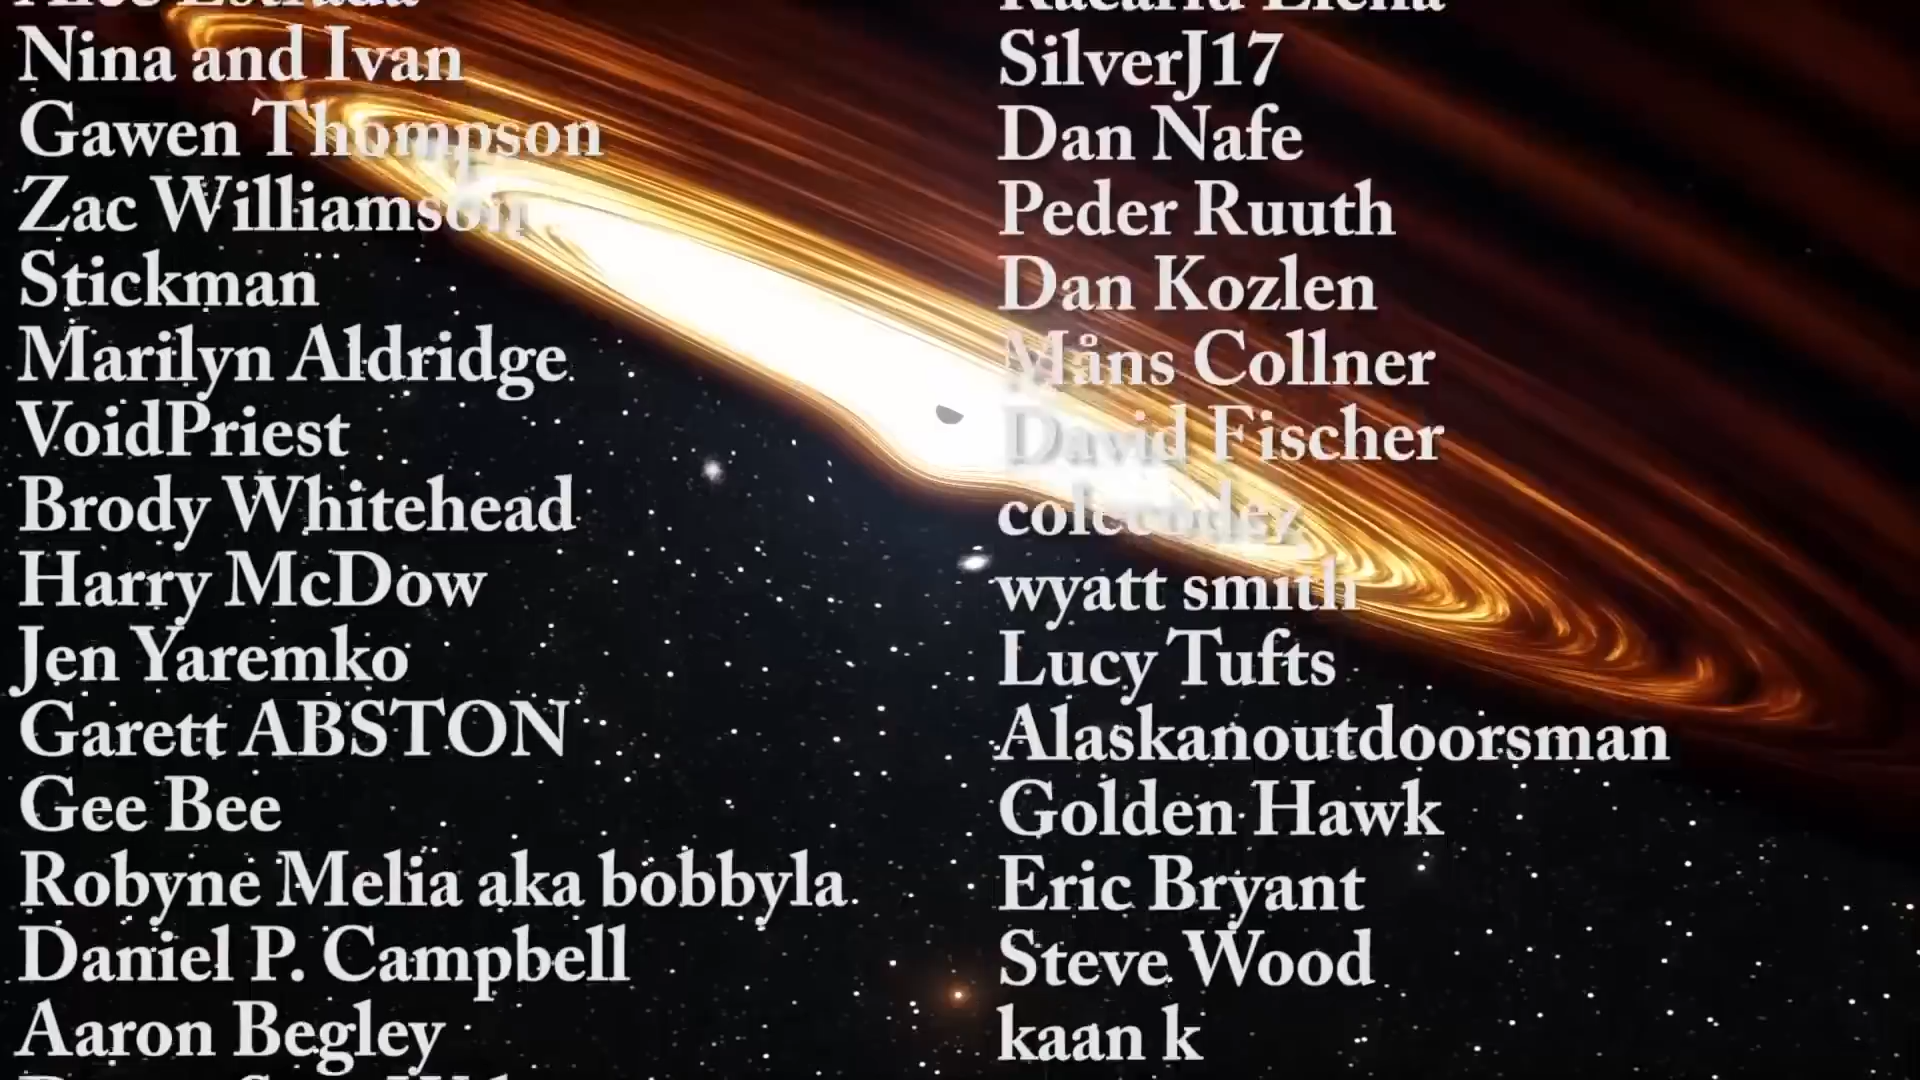 Nina and Ivan
Gawen Thompson
Zac Williamson
Stickman
Marilyn Aldridge
VoidPriest
Brody Whitehead
Harry McDow
Jen Yaremko
Garett ABSTON
Gee Bee
Robyne Melia aka bobbyla
Daniel P. Campbell
Aaron Begley
SilverJ17
Dan Nafe
Peder Ruuth
Dan Kozlen
Måns Collner
David Fischer
colecodez
wyatt smith
Lucy Tufts
Alaskanoutdoorsman
Golden Hawk
Eric Bryant
Steve Wood
kaan k